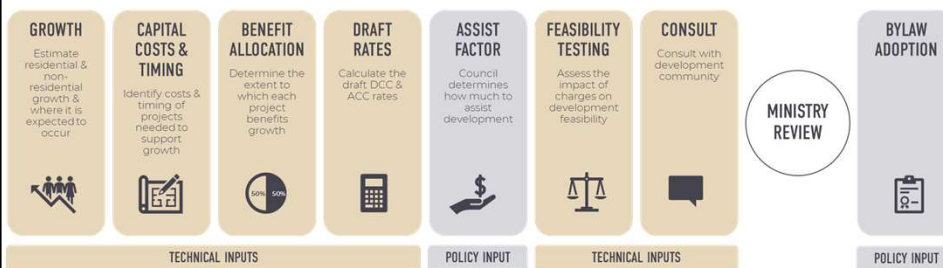 GROWTH
Estimate
residential &
non-
residential
growth &
where it is
expected to
occur
CAPITAL
COSTS &
TIMING
Identify costs &
timing of
projects
needed to
support
growth
BENEFIT
ALLOCATION
Determine the
extent to
which each
project
benefits
growth
50% 50%
DRAFT
RATES
Calculate the
draft DCC &
ACC rates
ASSIST
FACTOR
Council
determines
how much to
assist
development
$
FEASIBILITY
TESTING
Assess the
impact of
charges on
development
feasibility
CONSULT
Consult with
development
community
MINISTRY
REVIEW
BYLAW
ADOPTION
TECHNICAL INPUTS
POLICY INPUT
TECHNICAL INPUTS
POLICY INPUT